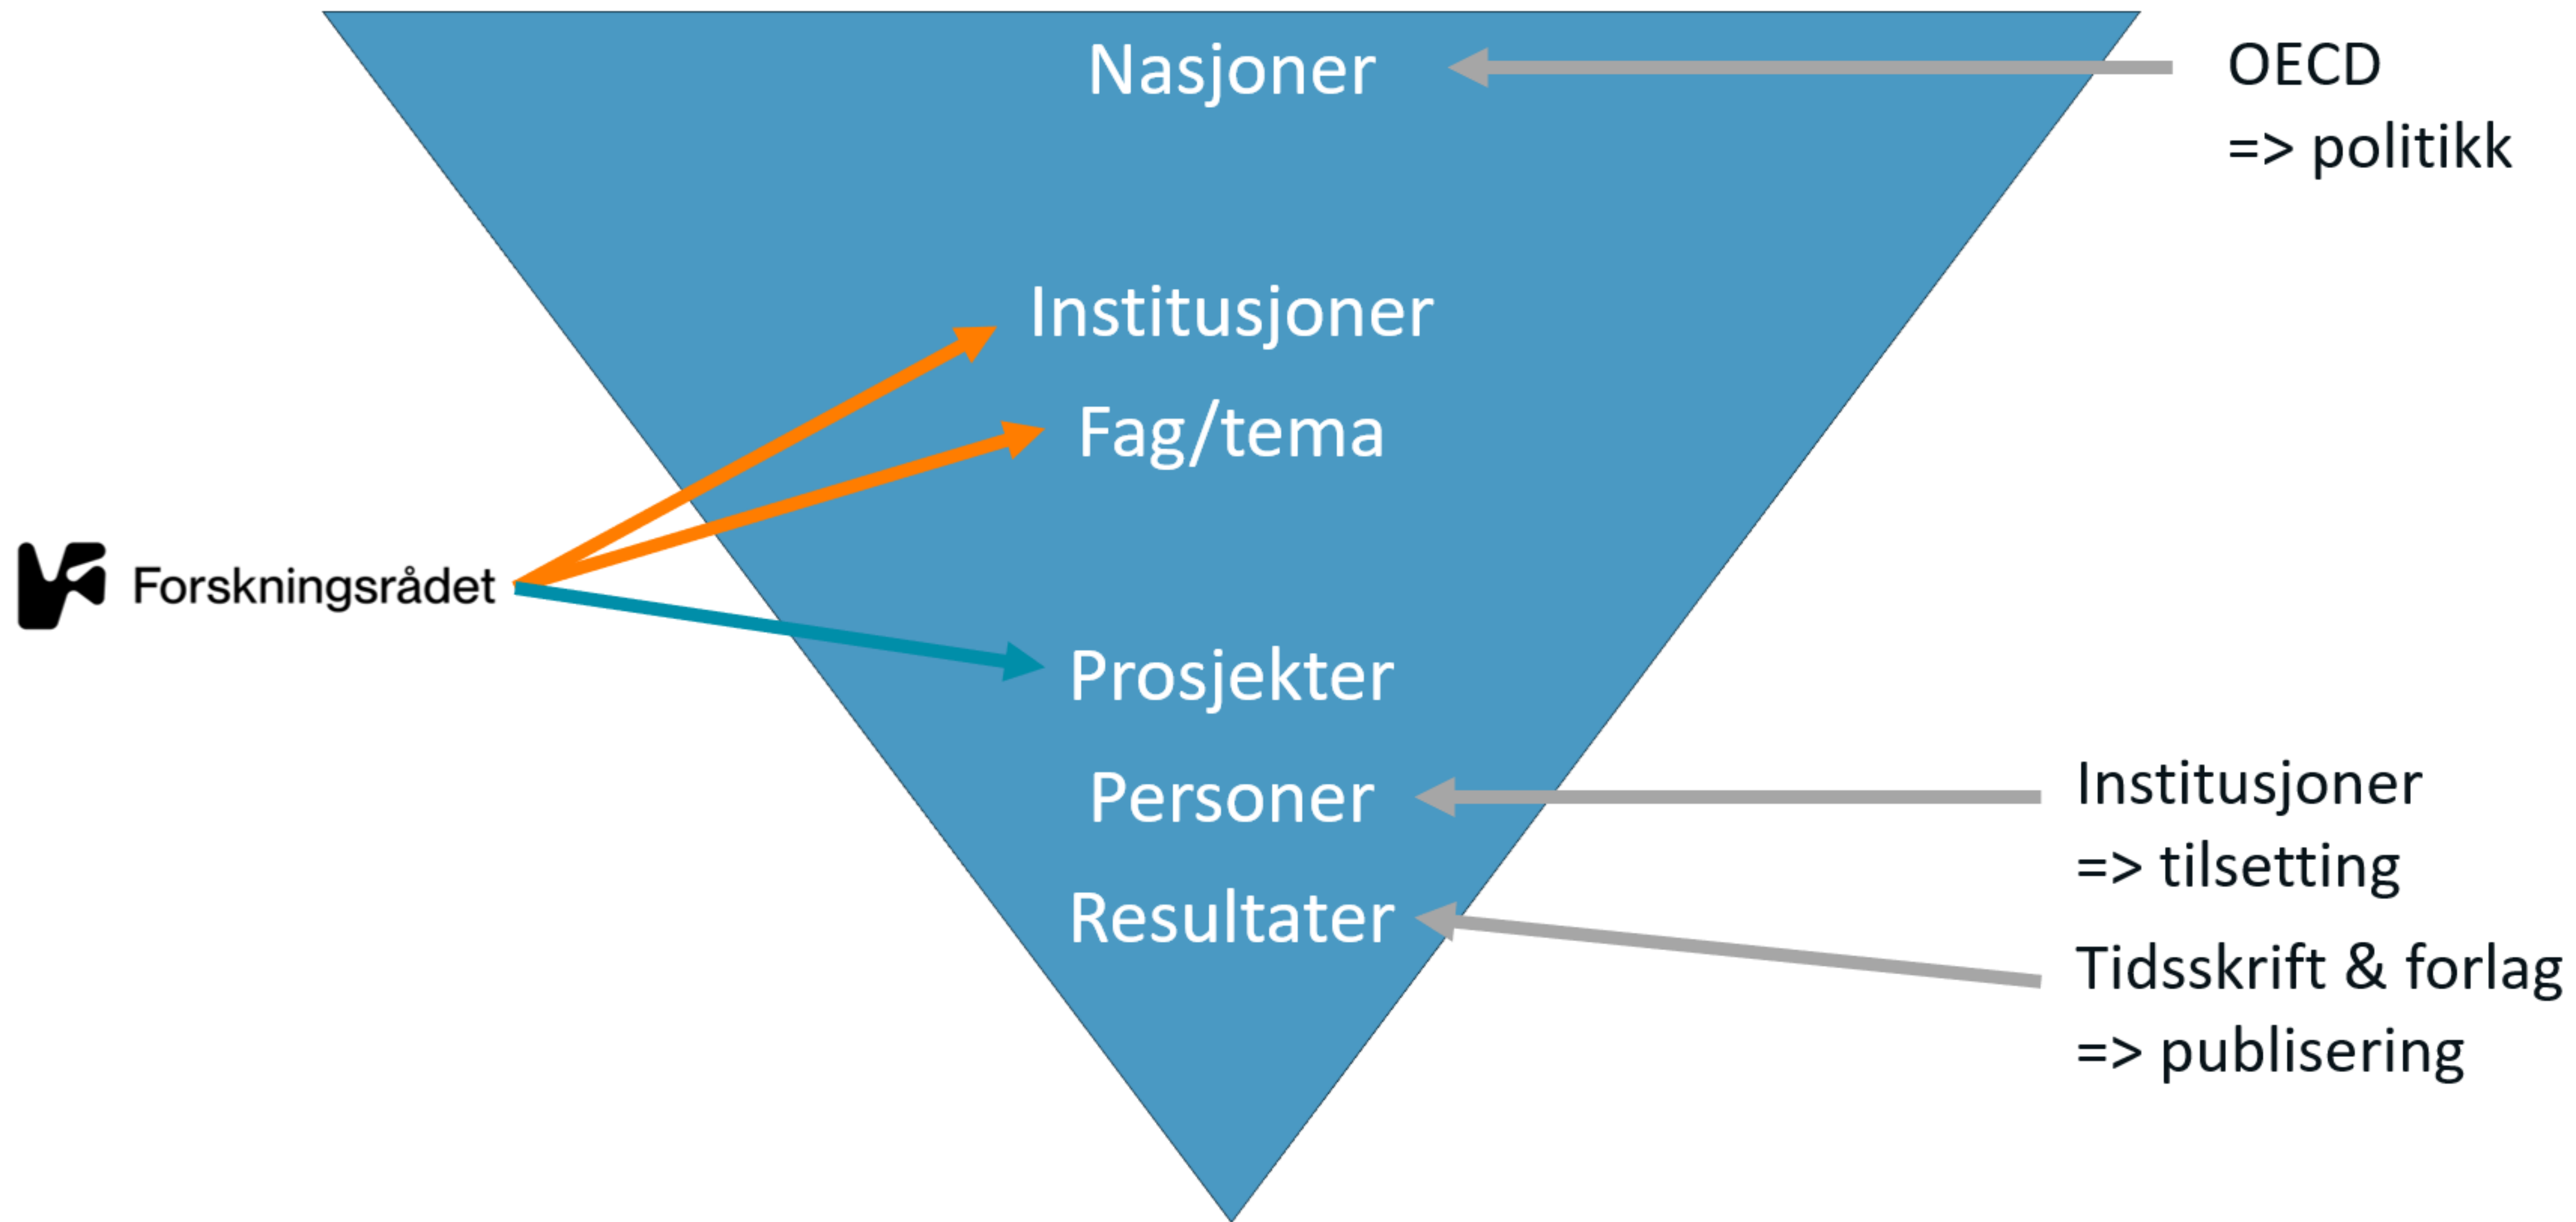 Nasjoner
OECD
=> politikk
Institusjoner
Fag/tema
Forskningsrådet
Prosjekter
Personer
Institusjoner
=> tilsetting
Resultater
Tidsskrift & forlag
=> publisering